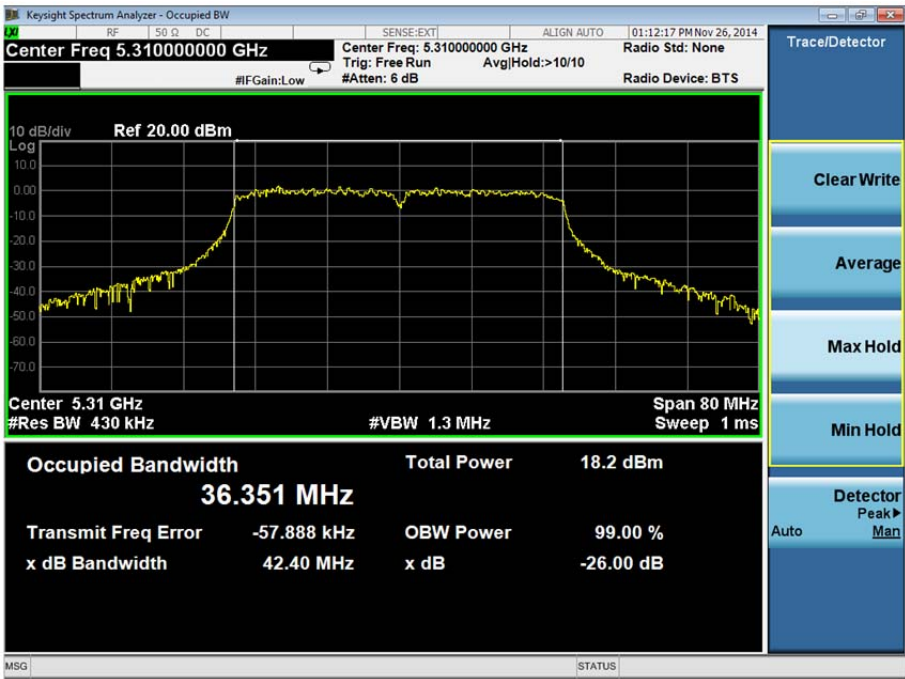 Keysight Spectrum Analyzer - Occupied BW
LXI RF 50 Ω DC SENSE:EXT ALIGN AUTO 01:12:17 PM Nov 26, 2014
Center Freq 5.310000000 GHz
Center Freq: 5.310000000 GHz Radio Std: None
Trig: Free Run Avg|Hold:>10/10
#IFGain:Low #Atten: 6 dB Radio Device: BTS
Trace/Detector
10 dB/div Ref 20.00 dBm
Log
10.0
0.00
-10.0
-20.0
-30.0
-40.0
-50.0
-60.0
-70.0
Center 5.31 GHz Span 80 MHz
#Res BW 430 kHz #VBW 1.3 MHz Sweep 1 ms
Occupied Bandwidth Total Power 18.2 dBm
36.351 MHz
Transmit Freq Error -57.888 kHz OBW Power 99.00 %
x dB Bandwidth 42.40 MHz x dB -26.00 dB
Clear Write
Average
Max Hold
Min Hold
Detector
Peak▶
Auto Man
MSG STATUS